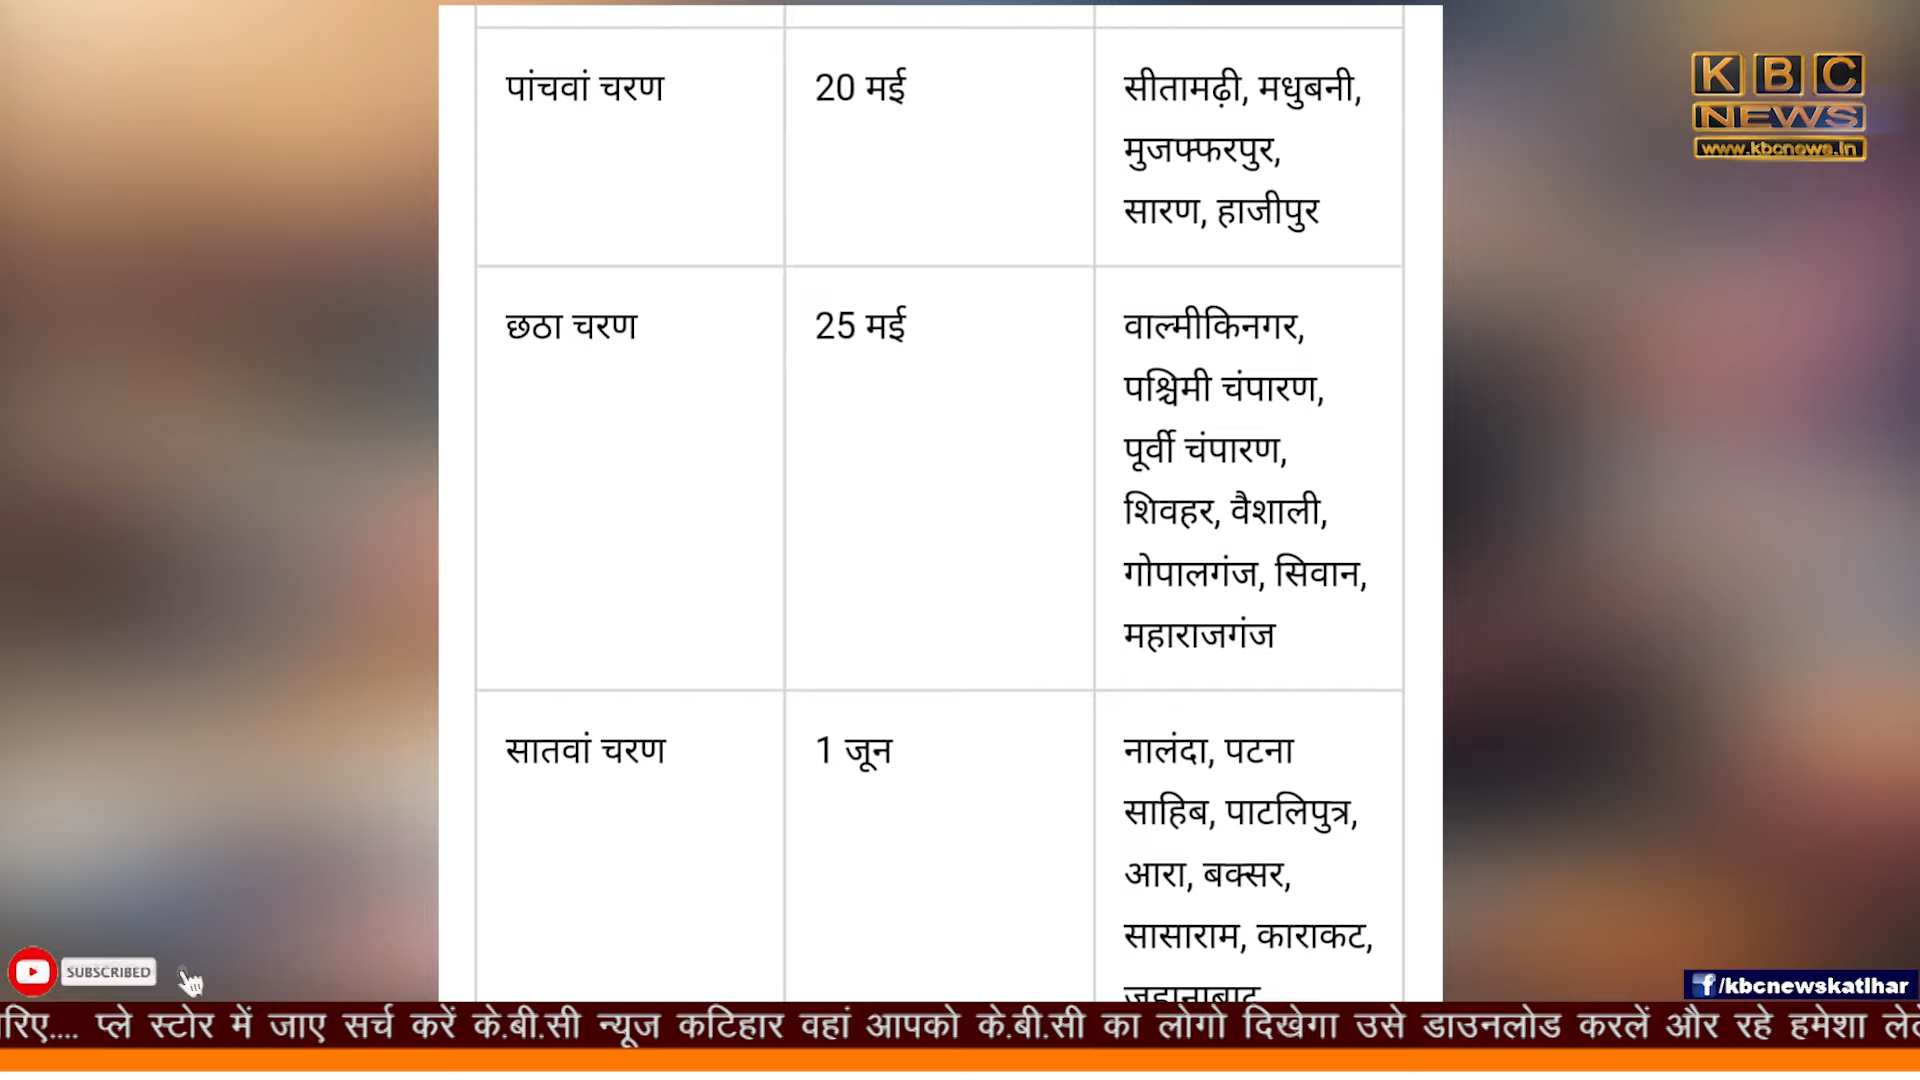 पांचवां चरण
20 मई
सीतामढ़ी, मधुबनी,
मुजफ्फरपुर,
सारण, हाजीपुर
छठा चरण
25 मई
वाल्मीकिनगर,
पश्चिमी चंपारण,
पूर्वी चंपारण,
शिवहर, वैशाली,
गोपालगंज, सिवान,
महाराजगंज
सातवां चरण
1 जून
नालंदा, पटना
साहिब, पाटलिपुत्र,
आरा, बक्सर,
सासाराम, काराकट,
KBC
NEWS
www.kbcnews.in
SUBSCRIBED
f/kbcnewskatihar
प्ले स्टोर में जाए सर्च करें के.बी.सी न्यूज कटिहार वहां आपको के.बी.सी का लोगो दिखेगा उसे डाउनलोड करलें और रहे हमेशा